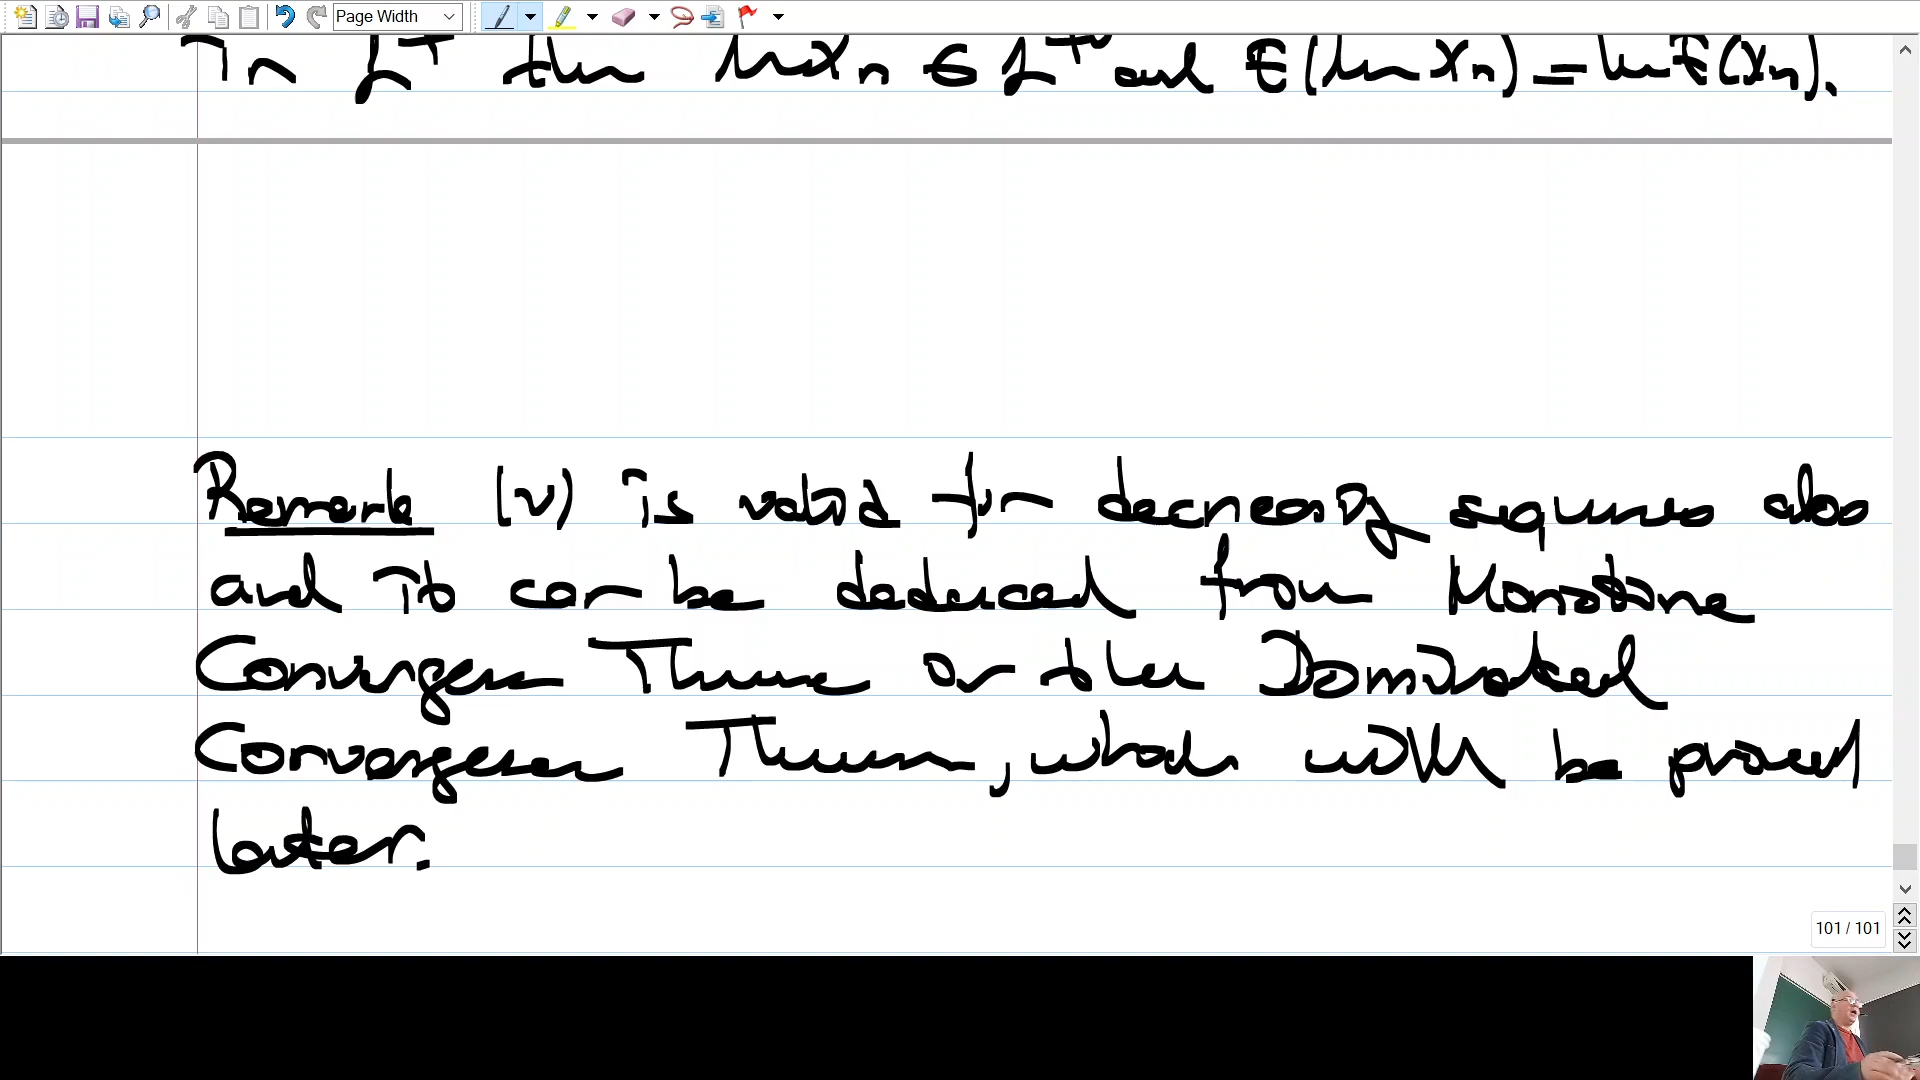 Page Width
in L⁺ then lim Xn ∈ L⁺ and E(lim Xn) = lim E(Xn).
Remark (v) is valid for decreasing sequences also
and it can be deduced from Monotone
Convergence Theorem or the Dominated
Convergence Theorem, which will be proved
later.
101 / 101